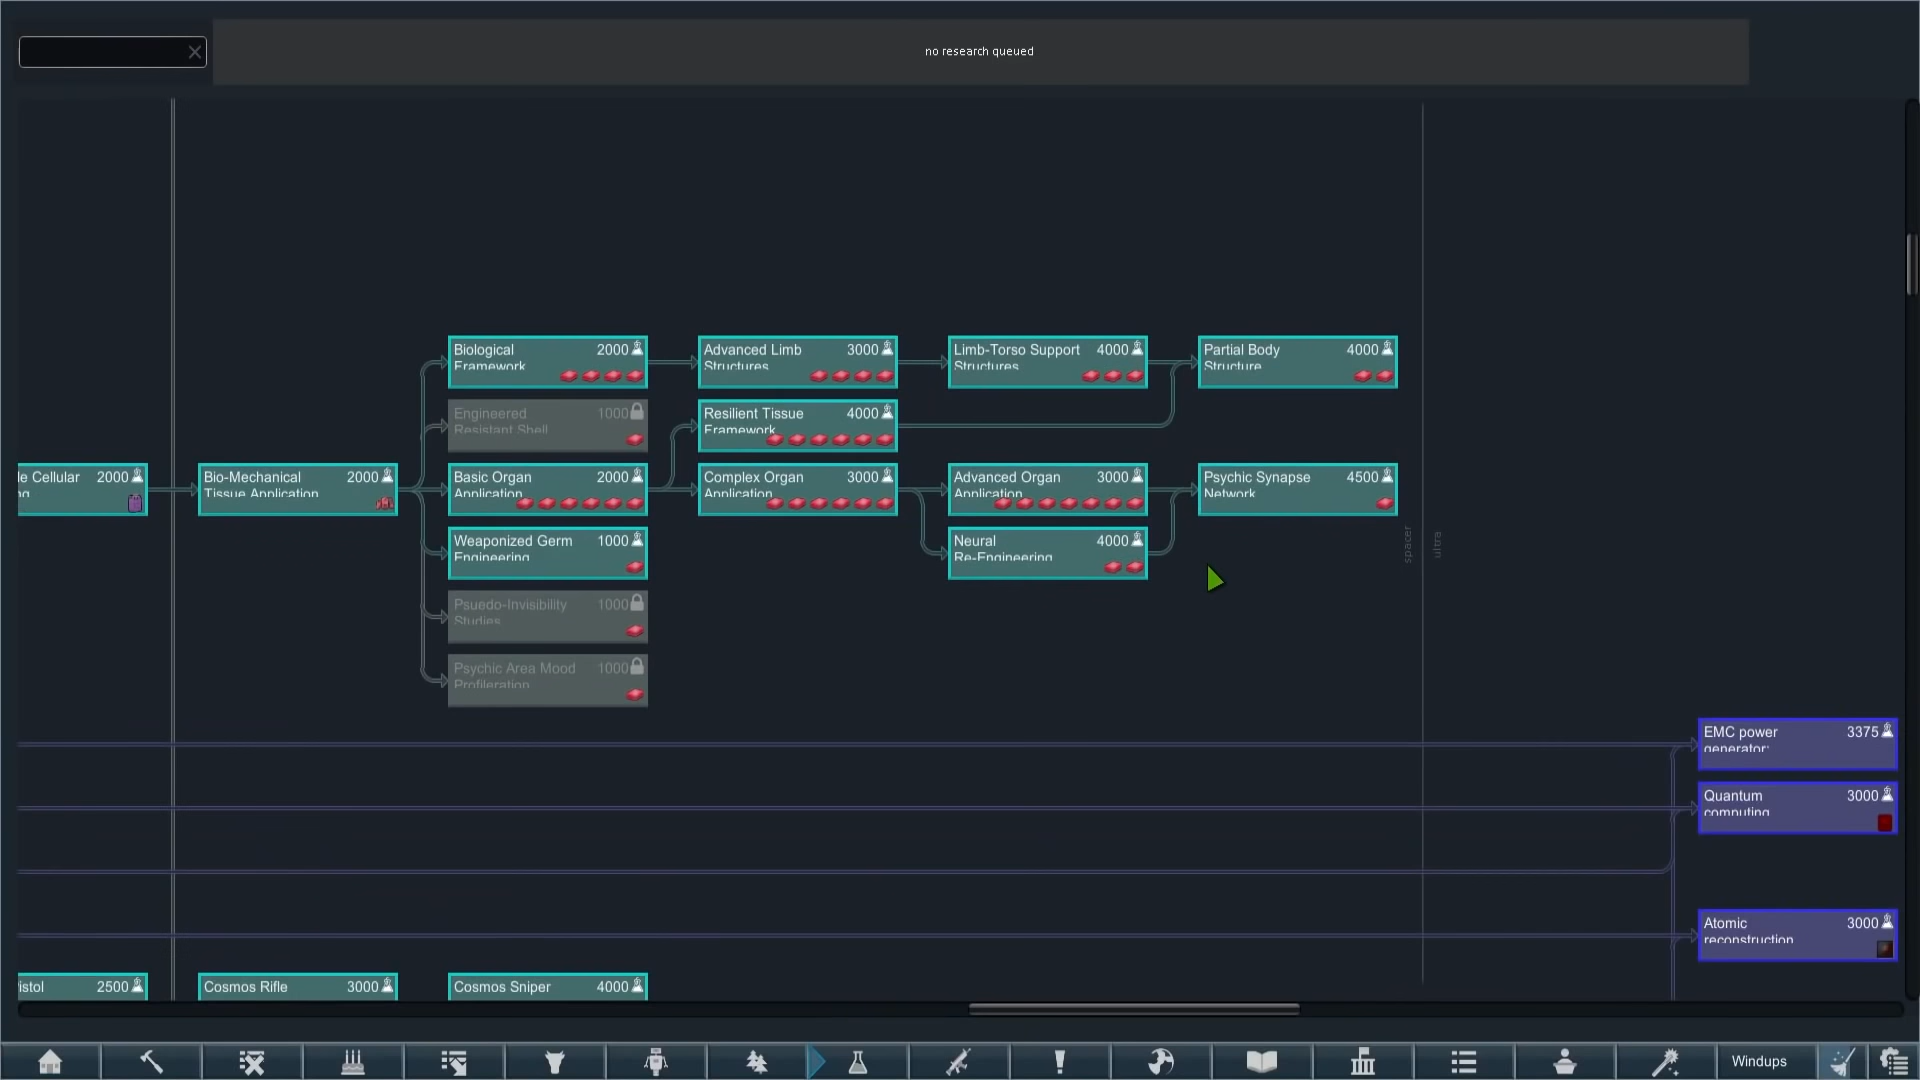 no research queued
Biological 2000
Framework
Advanced Limb 3000
Structures
Limb-Torso Support 4000
Structures
Partial Body 4000
Structure
Engineered 1000
Resistant Shell
Resilient Tissue 4000
Framework
le Cellular 2000
ng
Bio-Mechanical 2000
Tissue Application
Basic Organ 2000
Application
Complex Organ 3000
Application
Advanced Organ 3000
Application
Psychic Synapse 4500
Network
Weaponized Germ 1000
Engineering
Neural 4000
Re-Engineering
spacer
ultra
Psuedo-Invisibility 1000
Studies
Psychic Area Mood 1000
Profileration
EMC power 3375
generator:
Quantum 3000
computing
Atomic 3000
reconstruction
istol 2500
Cosmos Rifle 3000
Cosmos Sniper 4000
Windups